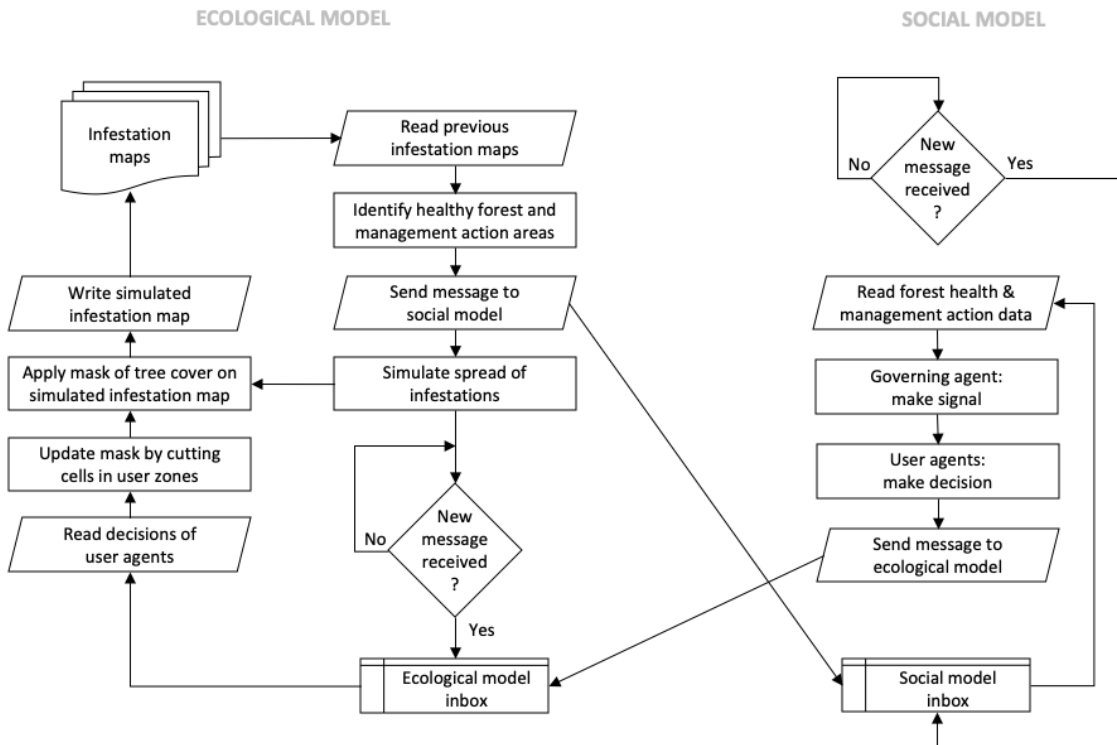 ECOLOGICAL MODEL
SOCIAL MODEL
Infestation
maps
Read previous
infestation maps
Identify healthy forest and
management action areas
Send message to
social model
Simulate spread of
infestations
New
message
received
?
No
Yes
Ecological model
inbox
Write simulated
infestation map
Apply mask of tree cover on
simulated infestation map
Update mask by cutting
cells in user zones
Read decisions of
user agents
New
message
received
?
No
Yes
Read forest health &
management action data
Governing agent:
make signal
User agents:
make decision
Send message to
ecological model
Social model
inbox